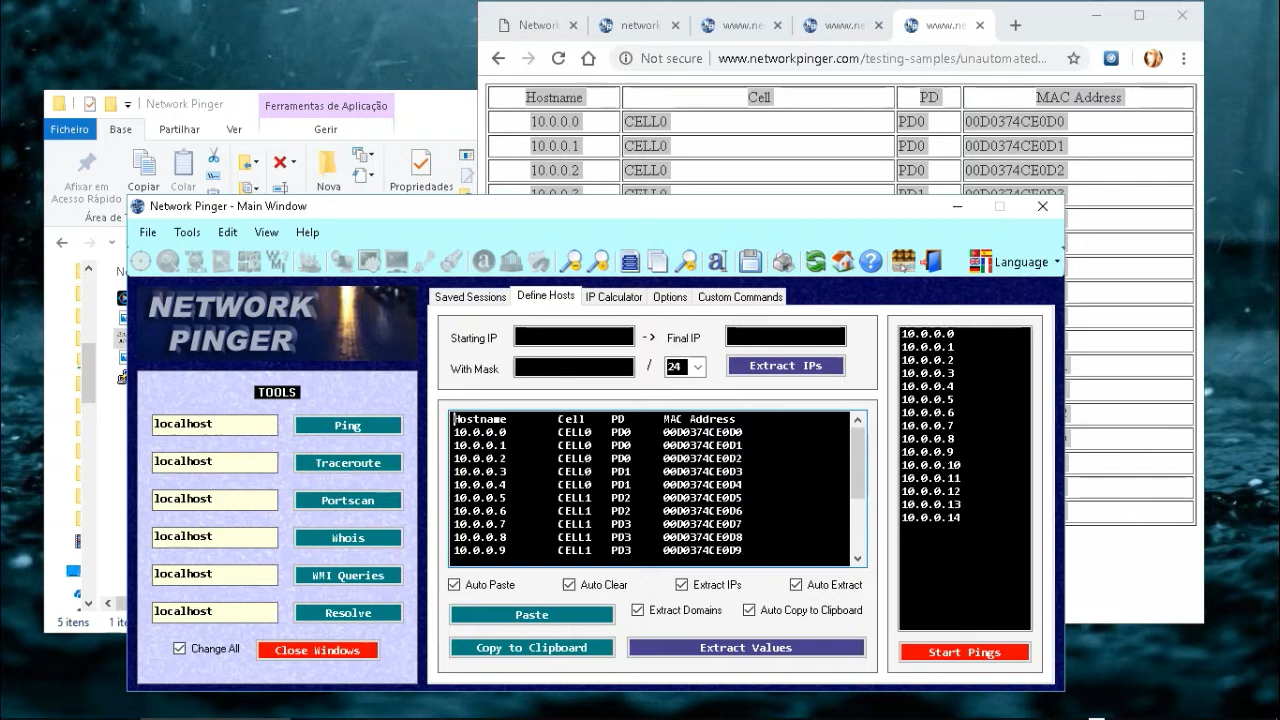 Network
network
www.ne
www.ne
www.ne
Not secure
www.networkpinger.com/testing-samples/unautomated...
Hostname Cell PD MAC Address
10.0.0.0 CELL0 PD0 00D0374CE0D0
10.0.0.1 CELL0 PD0 00D0374CE0D1
10.0.0.2 CELL0 PD0 00D0374CE0D2
10.0.0.3 CELL0 PD1 00D0374CE0D3
Network Pinger
Ferramentas de Aplicação
Ficheiro Base Partilhar Ver Gerir
Afixar em
Acesso Rápido
Copiar
Colar
Nova
Propriedades
Área de
5 itens
Network Pinger - Main Window
File Tools Edit View Help
Language
NETWORK
PINGER
TOOLS
localhost Ping
localhost Traceroute
localhost Portscan
localhost Whois
localhost WMI Queries
localhost Resolve
Change All Close Windows
Saved Sessions Define Hosts IP Calculator Options Custom Commands
Starting IP -> Final IP
With Mask / 24 Extract IPs
Hostname Cell PD MAC Address
10.0.0.0 CELL0 PD0 00D0374CE0D0
10.0.0.1 CELL0 PD0 00D0374CE0D1
10.0.0.2 CELL0 PD0 00D0374CE0D2
10.0.0.3 CELL0 PD1 00D0374CE0D3
10.0.0.4 CELL0 PD1 00D0374CE0D4
10.0.0.5 CELL1 PD2 00D0374CE0D5
10.0.0.6 CELL1 PD2 00D0374CE0D6
10.0.0.7 CELL1 PD3 00D0374CE0D7
10.0.0.8 CELL1 PD3 00D0374CE0D8
10.0.0.9 CELL1 PD3 00D0374CE0D9
Auto Paste Auto Clear Extract IPs Auto Extract
Paste Extract Domains Auto Copy to Clipboard
Copy to Clipboard Extract Values
10.0.0.0
10.0.0.1
10.0.0.2
10.0.0.3
10.0.0.4
10.0.0.5
10.0.0.6
10.0.0.7
10.0.0.8
10.0.0.9
10.0.0.10
10.0.0.11
10.0.0.12
10.0.0.13
10.0.0.14
Start Pings